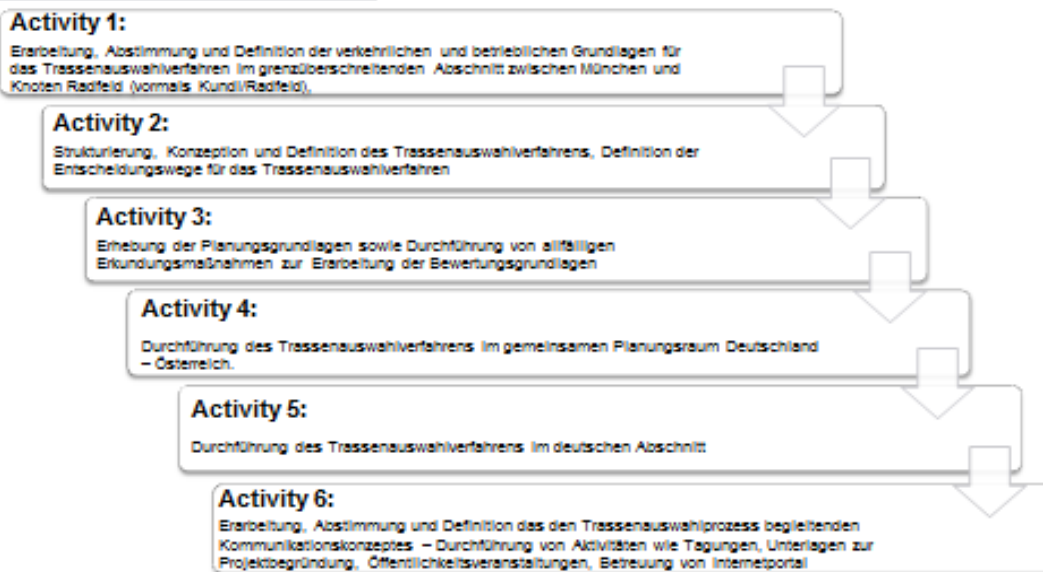 Activity 1:
Erarbeitung, Abstimmung und Definition der verkehrlichen und betrieblichen Grundlagen für
das Trassenauswahlverfahren im grenzüberschreitenden Abschnitt zwischen München und
Knoten Radfeld (vormals Kundl/Radfeld),
Activity 2:
Strukturierung, Konzeption und Definition des Trassenauswahlverfahrens, Definition der
Entscheidungswege für das Trassenauswahlverfahren
Activity 3:
Erhebung der Planungsgrundlagen sowie Durchführung von allfälligen
Erkundungsmaßnahmen zur Erarbeitung der Bewertungsgrundlagen
Activity 4:
Durchführung des Trassenauswahlverfahrens im gemeinsamen Planungsraum Deutschland
– Österreich.
Activity 5:
Durchführung des Trassenauswahlverfahrens im deutschen Abschnitt
Activity 6:
Erarbeitung, Abstimmung und Definition das den Trassenauswahlprozess begleitenden
Kommunikationskonzeptes – Durchführung von Aktivitäten wie Tagungen, Unterlagen zur
Projektbegründung, Öffentlichkeitsveranstaltungen, Betreuung von Internetportal